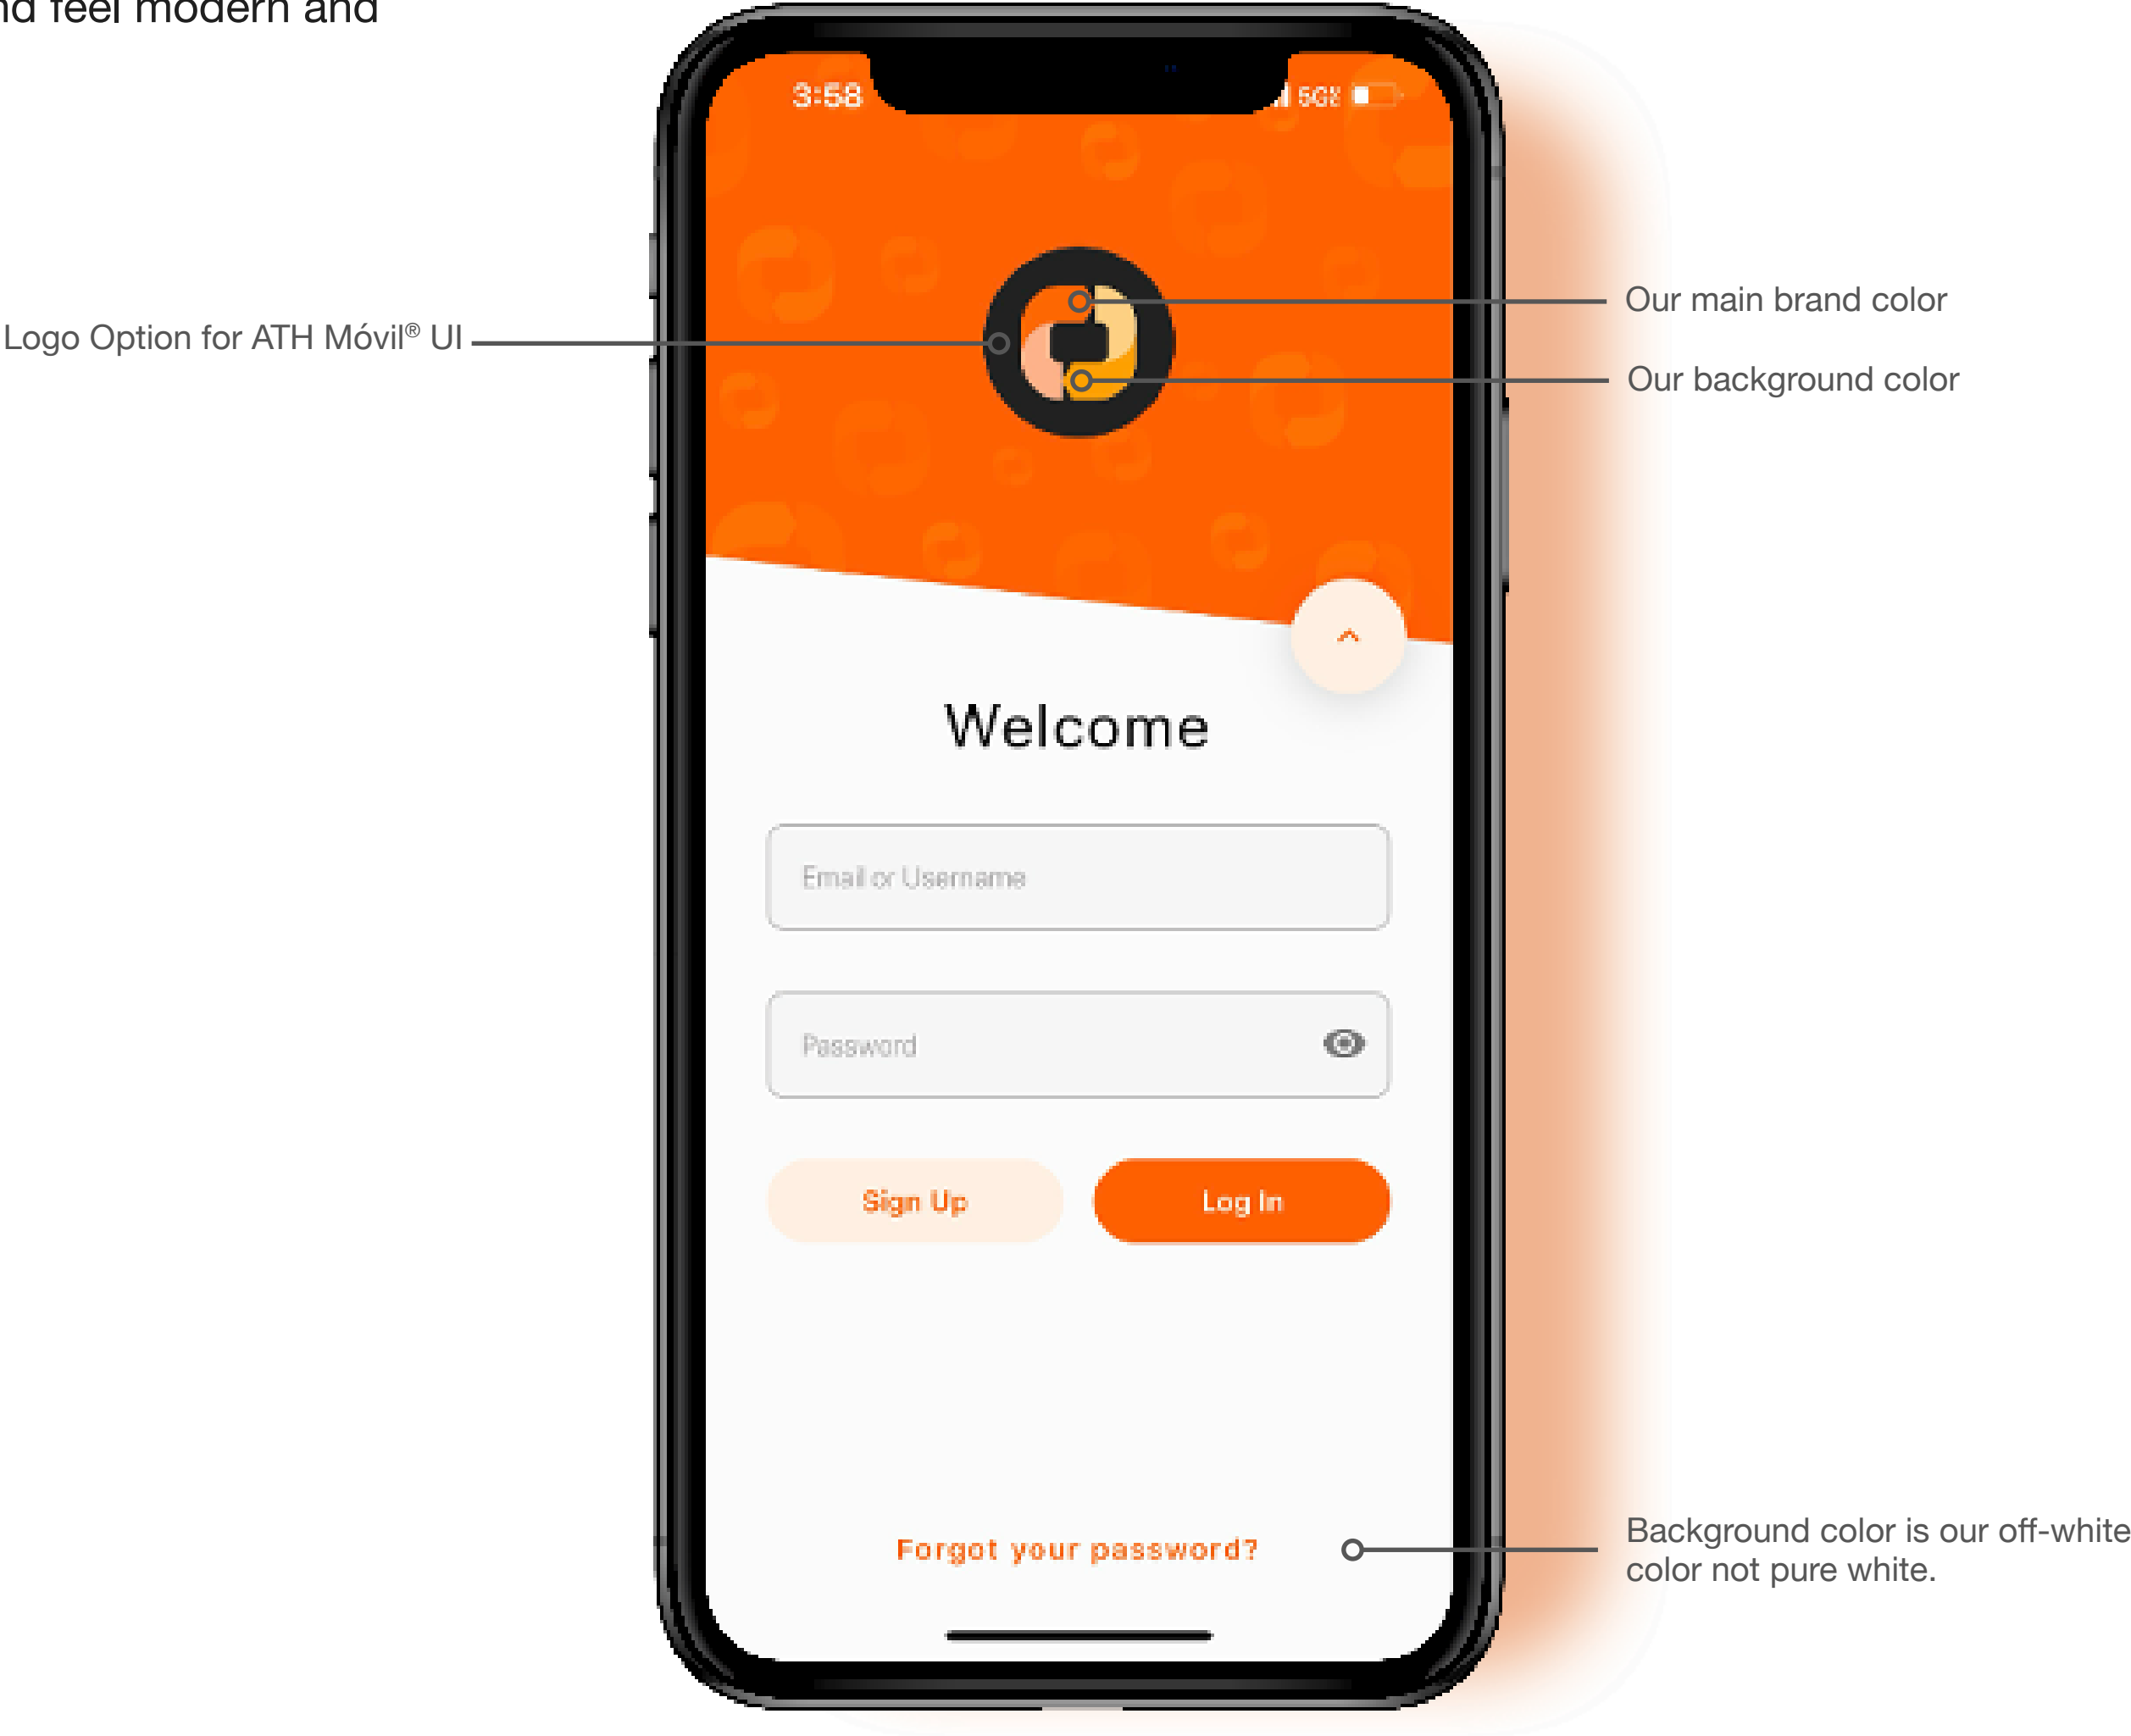 nd feel modern and
3:58
5G
Our main brand color
Logo Option for ATH Móvil® UI
Our background color
Welcome
Email or Username
Password
Sign Up
Log In
Forgot your password?
Background color is our off-white
color not pure white.